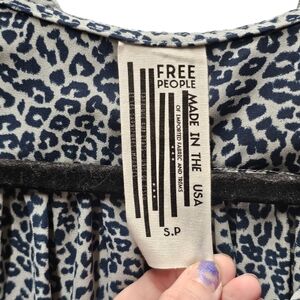 FREE
PEOPLE
MADE IN THE USA
OF IMPORTED FABRIC AND TRIMS
S.P